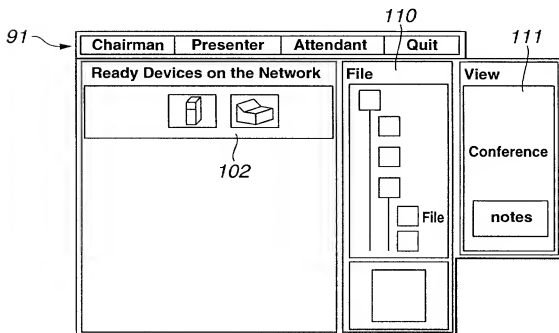 110
91
Chairman Presenter Attendant Quit
111
Ready Devices on the Network
File
View
102
Conference
File
notes